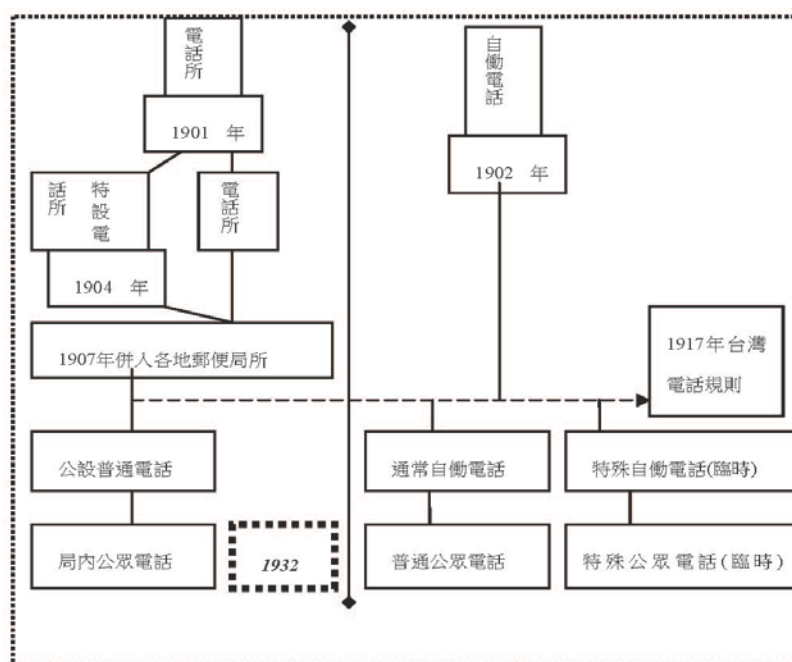 電話所
1901 年
特設電話所
電話所
1904 年
1907年併入各地郵便局所
自働電話
1902 年
1917年台灣
電話規則
公設普通電話
通常自働電話
特殊自働電話(臨時)
局內公眾電話
1932
普通公眾電話
特殊公眾電話(臨時)